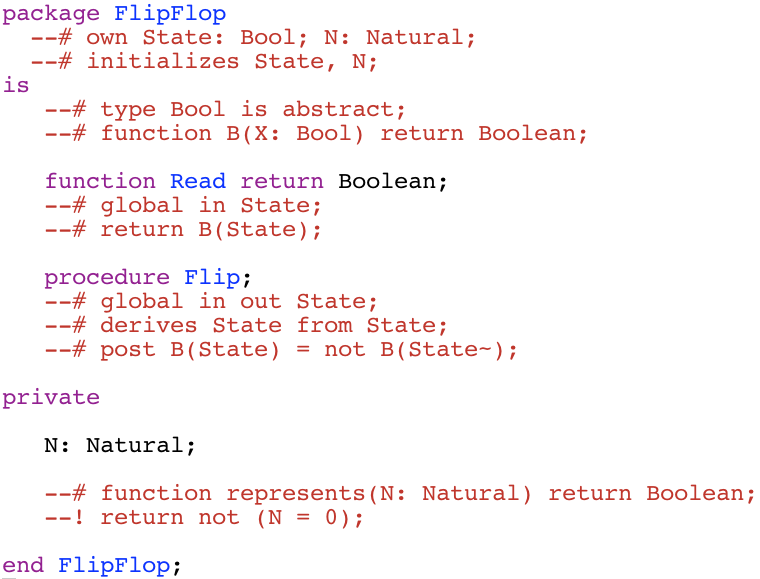 package FlipFlop
--# own State: Bool; N: Natural;
--# initializes State, N;
is
--# type Bool is abstract;
--# function B(X: Bool) return Boolean;
function Read return Boolean;
--# global in State;
--# return B(State);
procedure Flip;
--# global in out State;
--# derives State from State;
--# post B(State) = not B(State~);
private
N: Natural;
--# function represents(N: Natural) return Boolean;
--! return not (N = 0);
end FlipFlop;